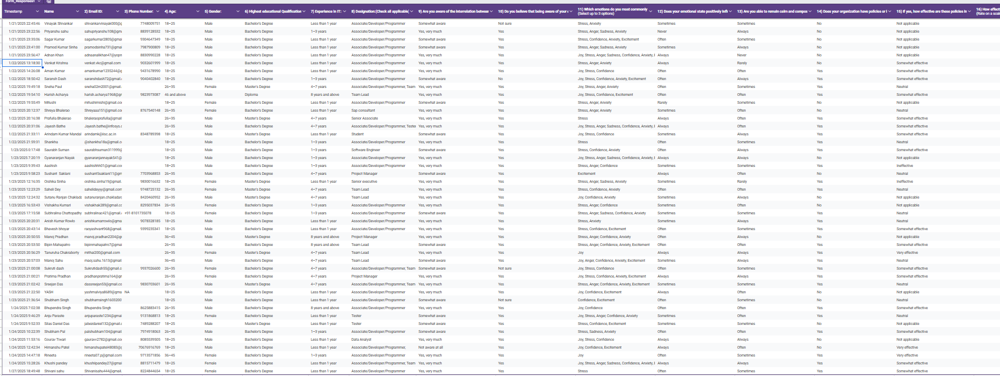 Form_Responses1
Timestamp Name 2) Email ID: 3) Phone Number: 4) Age: 5) Gender: 6) Highest educational Qualification 7) Experience in IT: 8) Designation:(Check all applicable) 9) Are you aware of the interrelation between 10) Do you believe that being aware of your 11) Which emotions do you most commonly 12) Does your emotional state positively infl 13) Are you able to remain calm and compos 14) Does your organization have policies or i 15) If yes, how effective are these policies in 16) How effect
(Select up to 3 options) (Rate on a scal
1/21/2025 22:45:46 Vinayak Shivankar shivankarvinayak000@g 7748009751 18–25 Male Bachelor's Degree Less than 1 year Associate/Developer/Programmer Somewhat aware Not sure Stress, Anxiety Sometimes Sometimes No Not applicable
1/21/2025 23:22:56 Priyanshu sahu sahupriyanshu108@gm 8839128532 18–25 Male Bachelor's Degree 1–3 years Associate/Developer/Programmer Yes, very much Yes Stress, Anger, Sadness, Anxiety Never Always No Not applicable
1/21/2025 23:35:06 Sagar Kumar sagarkumar2805@gmai 9304647349 18–25 Male Bachelor's Degree Less than 1 year Associate/Developer/Programmer Somewhat aware Yes Stress, Confidence, Anxiety, Excitement Often Sometimes No Not applicable
1/21/2025 23:41:00 Pramod Kumar Sinha pramodsinha731@gmai 7987900809 18–25 Male Bachelor's Degree Less than 1 year Associate/Developer/Programmer Yes, very much Yes Stress, Anger, Sadness, Anxiety Sometimes Always No Not applicable
1/21/2025 23:56:47 Adnan Khan adnaanalikhan47@yopn 8830990228 18–25 Male Bachelor's Degree Less than 1 year Associate/Developer/Programmer Yes, very much Yes Joy, Stress, Anger, Sadness, Confidence, Anxiety, E Always Never No Not applicable
1/22/2025 13:18:30 Venkat Krishna venkat.vkc@gmail.com 9032601999 18–25 Male Bachelor's Degree Less than 1 year Associate/Developer/Programmer Yes, very much Yes Stress, Anger, Anxiety Always Rarely No Somewhat effective
1/22/2025 14:26:08 Aman Kumar amankumar1235244@g 9431678990 18–25 Male Bachelor's Degree Less than 1 year Associate/Developer/Programmer Yes, very much Yes Joy, Stress, Confidence Often Often Yes Somewhat effective
1/22/2025 18:50:42 Saransh Dash saranshdash72@gmail. 9040402840 18–25 Male Bachelor's Degree 1–3 years Associate/Developer/Programmer Somewhat aware No Joy, Stress, Confidence, Anxiety, Excitement Often Always Yes Somewhat effective
1/22/2025 19:49:18 Sneha Paul sneha02m2001@gmail. 26–35 Female Master's Degree 4–7 years Associate/Developer/Programmer, Team Yes, very much Yes Joy, Stress, Anger, Anxiety Often Sometimes Yes Neutral
1/22/2025 19:54:10 Harish Acharya harish.acharya1968@gr 9823973087 46 and above Male Diploma 8 years and above Team Lead Yes, very much Yes Joy, Stress, Confidence, Excitement Often Often Yes Somewhat effective
1/22/2025 19:55:49 Mitushi mitushimishi@gmail.co 18–25 Female Bachelor's Degree Less than 1 year Associate/Developer/Programmer Somewhat aware Yes Stress, Anger, Anxiety Rarely Sometimes No Not applicable
1/22/2025 20:12:37 Shreya Bhalerao Shreyaaa151@gmail.co 8767540148 26–35 Female Bachelor's Degree Less than 1 year Sap consultant Yes, very much Yes Stress, Anger, Anxiety Sometimes Often No Neutral
1/22/2025 20:16:38 Prafulla Bhalerao bhaleraoprafulla@gmail 26–35 Male Master's Degree 4–7 years Senior Associate Yes, very much Yes Stress Always Often Yes Somewhat effective
1/22/2025 20:31:06 Jayesh Bathe Jayesh.bathe@infosys.c 26–35 Male Bachelor's Degree 4–7 years Associate/Developer/Programmer, Tester Yes, very much Yes Joy, Stress, Anger, Sadness, Confidence, Anxiety, E Always Often Yes Somewhat effective
1/22/2025 21:33:11 Arindam Kumar Mandal arindamk@iisc.ac.in 8348789398 18–25 Male Master's Degree Less than 1 year Student Somewhat aware Yes Joy, Stress, Confidence Sometimes Always Yes Somewhat effective
1/22/2025 21:59:31 Shankha @shankha18a@gmail.c 18–25 Male Bachelor's Degree 1–3 years Associate/Developer/Programmer Yes, very much Yes Stress Often Sometimes Yes Neutral
1/23/2025 0:17:48 Saurabh Suman saurabhsuman311999@ 18–25 Male Bachelor's Degree 1–3 years Software Engineer Somewhat aware Yes Stress, Confidence, Anxiety Often Always Yes Somewhat effective
1/23/2025 7:20:19 Gyanaranjan Nayak gyanaranjannayak541@ 18–25 Male Bachelor's Degree 1–3 years Associate/Developer/Programmer Yes, very much Yes Joy, Stress, Anger, Sadness, Confidence, Anxiety, E Always Always No Not applicable
1/23/2025 9:39:43 Aashish aashishhh01@gmail.co 18–25 Male Bachelor's Degree 1–3 years Associate/Developer/Programmer Yes, very much Yes Stress, Anger, Confidence Sometimes Sometimes Yes Ineffective
1/23/2025 9:58:23 Sushant Saklani sushant5saklani11@gm 7703968853 26–35 Male Bachelor's Degree 4–7 years Project Manager Somewhat aware Yes Excitement Always Often No Neutral
1/23/2025 12:16:35 Oishika Sinha oishika.sinha19@gmail. 9830016632 18–25 Female Master's Degree Less than 1 year Senior executive Yes, very much Yes Stress, Anger, Sadness, Anxiety Sometimes Rarely Yes Ineffective
1/23/2025 12:23:29 Saheli Dey sahelideyyy@gmail.com 9748725132 26–35 Female Master's Degree 4–7 years Team Lead Yes, very much Yes Stress, Confidence, Anxiety Often Often Yes Neutral
1/23/2025 12:24:32 Sutanu Ranjan Chaklada sutanuranjan.chakladar 8420460952 26–35 Male Master's Degree 4–7 years Team Lead Yes, very much Yes Joy, Confidence, Anxiety Sometimes Always No Not applicable
1/23/2025 16:53:43 Vishakha Kumari vishakhak289@gmail.cc 8295037834 26–35 Female Bachelor's Degree 1–3 years Associate/Developer/Programmer Yes, very much Yes Stress, Anger, Confidence Sometimes Often No Not applicable
1/23/2025 17:15:58 Subhralina Chattopadhy subhralinac421@gmail. +91-8101735078 18–25 Female Bachelor's Degree 1–3 years Associate/Developer/Programmer Somewhat aware Yes Stress, Anger, Sadness, Confidence, Anxiety Sometimes Sometimes Yes Neutral
1/23/2025 20:20:31 Anish Kumar Rowlo anishkumarrowlo@gma 9078328185 18–25 Male Bachelor's Degree Less than 1 year Associate/Developer/Programmer Yes, very much Yes Stress, Anxiety Sometimes Always Yes Neutral
1/23/2025 20:43:14 Bhavesh bhoyar raoyashvant968@gmail. 9399235341 18–25 Male Bachelor's Degree Less than 1 year Associate/Developer/Programmer Yes, very much Yes Stress, Confidence, Excitement Often Sometimes Yes Somewhat effective
1/23/2025 20:50:55 Manoj Pradhan manoj.pradhan2204@gr 36–45 Male Master's Degree 8 years and above Project Manager Yes, very much Yes Stress, Anger, Confidence, Anxiety Often Always No Not applicable
1/23/2025 20:53:50 Bipin Mahapatro bipinmahapatro7@gmai 26–35 Male Bachelor's Degree 8 years and above Team Lead Somewhat aware Yes Stress, Anger, Confidence, Anxiety, Excitement Often Often Yes Somewhat effective
1/23/2025 20:56:29 Tanuruha Chakraborty mithai200@gmail.com 26–35 Female Master's Degree 4–7 years Team Lead Yes, very much Yes Joy Always Always Yes Very effective
1/23/2025 20:57:03 Manoj Sahu maoj.sahu.1613@gmail 36–45 Male Bachelor's Degree 4–7 years Team Lead Somewhat aware Yes Joy, Anger, Confidence, Anxiety, Excitement Sometimes Always Yes Neutral
1/23/2025 21:00:08 Sukruti dash Sukrutidash55@gmail.c 9937026600 26–35 Female Bachelor's Degree 4–7 years Associate/Developer/Programmer, Team Somewhat aware Not sure Joy, Stress, Confidence Often Sometimes Yes Somewhat effective
1/23/2025 21:00:21 Pratima Pradhan pradhanpratima164@gr 26–35 Female Bachelor's Degree 4–7 years Project Manager Yes, very much Yes Joy, Stress, Confidence, Anxiety, Excitement Always Always Yes Somewhat effective
1/23/2025 21:02:42 Sreejan Das dassreejan53@gmail.co 9830703601 26–35 Male Master's Degree 4–7 years Associate/Developer/Programmer, Team Yes, very much Yes Stress, Anger, Confidence, Anxiety, Excitement Sometimes Sometimes Yes Neutral
1/23/2025 21:22:50 YASH yashmalviya8689@gma NA 18–25 Male Bachelor's Degree Less than 1 year Associate/Developer/Programmer Yes, very much Yes Joy, Confidence, Excitement Always Often No Not applicable
1/23/2025 21:36:54 Shubham Singh shubhamsingh1603200 18–25 Male Bachelor's Degree Less than 1 year Associate/Developer/Programmer Somewhat aware Not sure Confidence, Excitement Often Sometimes No Neutral
1/24/2025 7:02:38 Bhupendra Singh Bhupendra Singh 8625883415 26–35 Male Bachelor's Degree 8 years and above Associate/Developer/Programmer Yes, very much Yes Joy, Confidence Often Often Yes Somewhat effective
1/24/2025 9:46:29 Anju Paraste anjuparaste1234@gmai 9131868813 18–25 Female Bachelor's Degree Less than 1 year Tester Somewhat aware Yes Joy, Stress, Anger, Anxiety, Confidence Sometimes Often Yes Neutral
1/24/2025 9:52:33 Silas Daniel Das jabezdaniel132@gmail.c 7489288207 18–25 Male Master's Degree Less than 1 year Tester Somewhat aware Yes Stress, Confidence, Excitement Sometimes Sometimes No Not applicable
1/24/2025 10:22:39 Shubham Pal palshubham104@gmail 7974918063 26–35 Male Bachelor's Degree 1–3 years Associate/Developer/Programmer Somewhat aware Yes Stress, Sadness, Anxiety Often Often Yes Somewhat effective
1/24/2025 11:53:16 Gourav Tiwari gauravv2782@gmail.co 8085539505 18–25 Male Bachelor's Degree Less than 1 year Data Analyst Yes, very much Yes Joy, Stress, Confidence Always Always No Not applicable
1/24/2025 12:42:34 Himanshu Patel himanshupatel48083@g 70676916769 18–25 Male Bachelor's Degree Less than 1 year Associate/Developer/Programmer, Not aware at all Yes Joy, Confidence, Excitement Always Often No Very effective
1/24/2025 14:47:18 Rineeta rineeta07.p@gmail.com 9713571856 36–45 Female Bachelor's Degree 1–3 years Associate/Developer/Programmer Yes, very much Yes Joy Often Sometimes Yes Very effective
1/24/2025 15:28:26 Khushi pandey khushiipandey27@gmai 8815711479 18–25 Female Bachelor's Degree Less than 1 year Associate/Developer/Programmer, Team Yes, very much Yes Joy, Stress, Anger, Sadness, Confidence, Anxiety, E Always Always Yes Somewhat effective
1/27/2025 18:49:48 Shivani sahu Shivanisahu444@gmail.c 8224844654 18–25 Female Bachelor's Degree Less than 1 year Associate/Developer/Programmer Yes, very much Yes Stress Often Sometimes Yes Somewhat effective